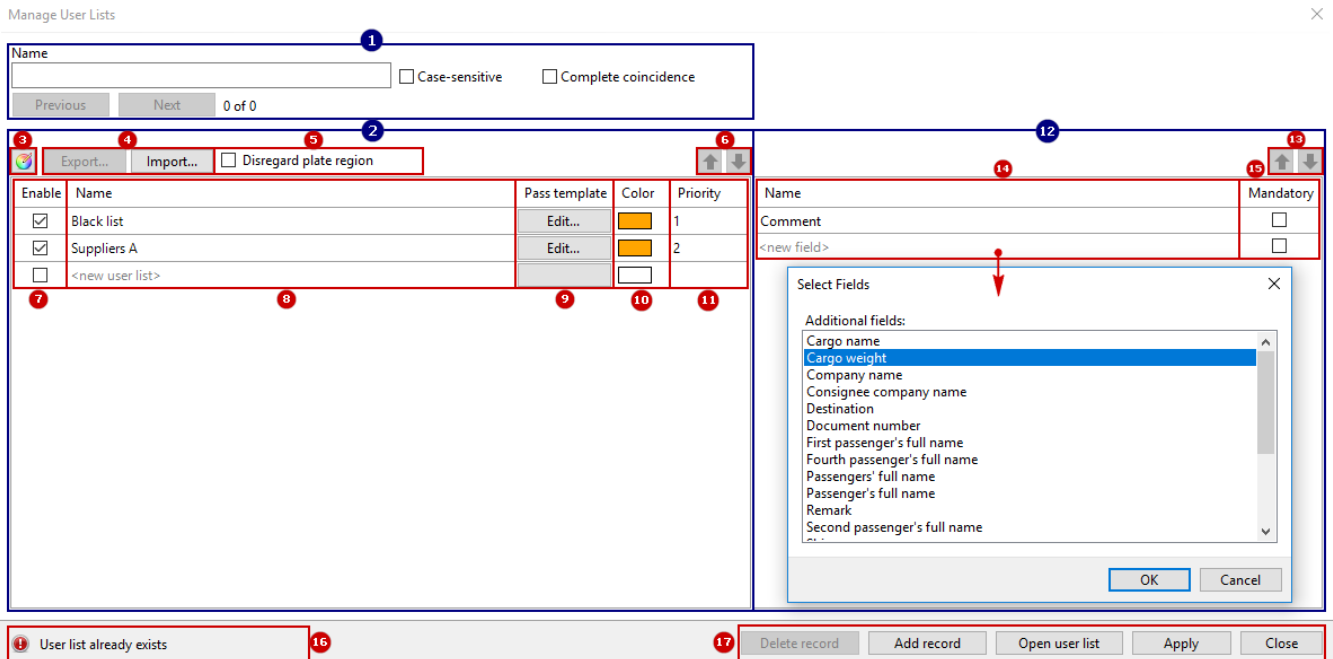 Manage User Lists
1
Name
Case-sensitive Complete coincidence
Previous Next 0 of 0
2 12
3 4 5 6 13
Export... Import... Disregard plate region
14 15
Enable Name Pass template Color Priority Name Mandatory
Black list Edit... 1 Comment
Suppliers A Edit... 2 <new field>
<new user list>
7 8 9 10 11
Select Fields
Additional fields:
Cargo name
Cargo weight
Company name
Consignee company name
Destination
Document number
First passenger's full name
Fourth passenger's full name
Passengers' full name
Passenger's full name
Remark
Second passenger's full name
OK Cancel
User list already exists 16 17 Delete record Add record Open user list Apply Close